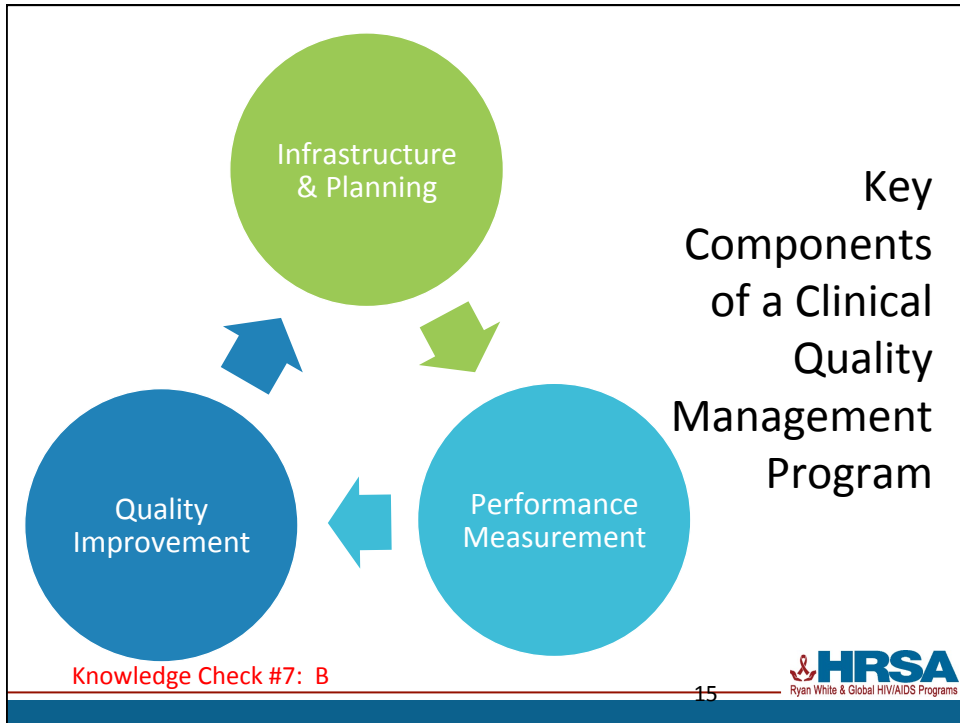 Infrastructure
& Planning
Key
Components
of a Clinical
Quality
Management
Program
Quality
Improvement
Performance
Measurement
Knowledge Check #7:  B
15
HRSA
Ryan White & Global HIV/AIDS Programs